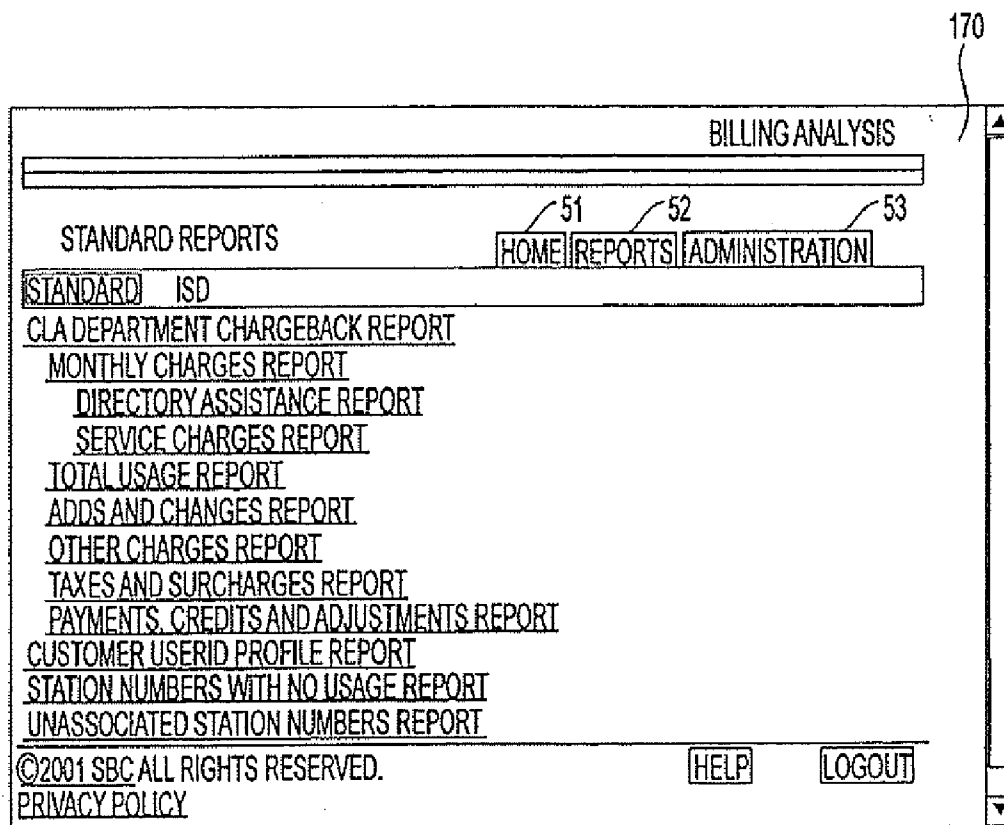 170
BILLING ANALYSIS
51 52 53
STANDARD REPORTS HOME REPORTS ADMINISTRATION
STANDARD ISD
CLA DEPARTMENT CHARGEBACK REPORT
MONTHLY CHARGES REPORT
DIRECTORY ASSISTANCE REPORT
SERVICE CHARGES REPORT
TOTAL USAGE REPORT
ADDS AND CHANGES REPORT
OTHER CHARGES REPORT
TAXES AND SURCHARGES REPORT
PAYMENTS, CREDITS AND ADJUSTMENTS REPORT
CUSTOMER USERID PROFILE REPORT
STATION NUMBERS WITH NO USAGE REPORT
UNASSOCIATED STATION NUMBERS REPORT
©2001 SBC ALL RIGHTS RESERVED. HELP LOGOUT
PRIVACY POLICY